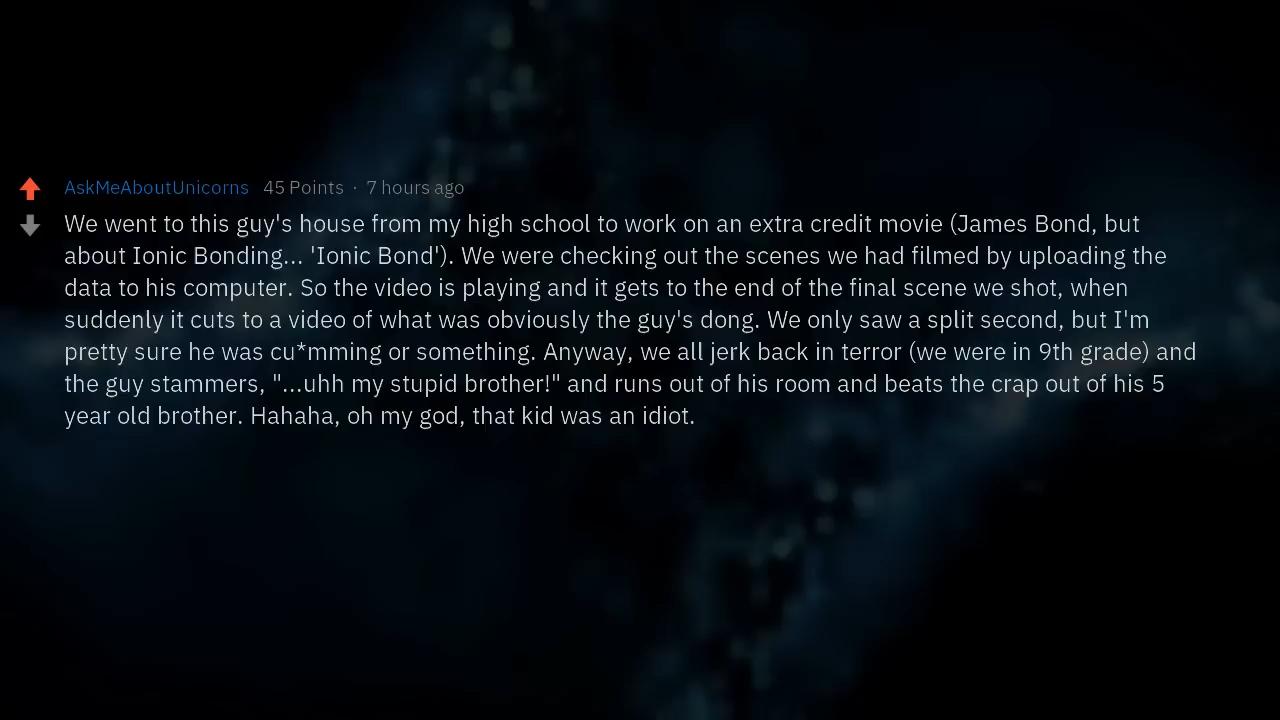 AskMeAboutUnicorns 45 Points · 7 hours ago
We went to this guy's house from my high school to work on an extra credit movie (James Bond, but
about Ionic Bonding... 'Ionic Bond'). We were checking out the scenes we had filmed by uploading the
data to his computer. So the video is playing and it gets to the end of the final scene we shot, when
suddenly it cuts to a video of what was obviously the guy's dong. We only saw a split second, but I'm
pretty sure he was cu*mming or something. Anyway, we all jerk back in terror (we were in 9th grade) and
the guy stammers, "...uhh my stupid brother!" and runs out of his room and beats the crap out of his 5
year old brother. Hahaha, oh my god, that kid was an idiot.